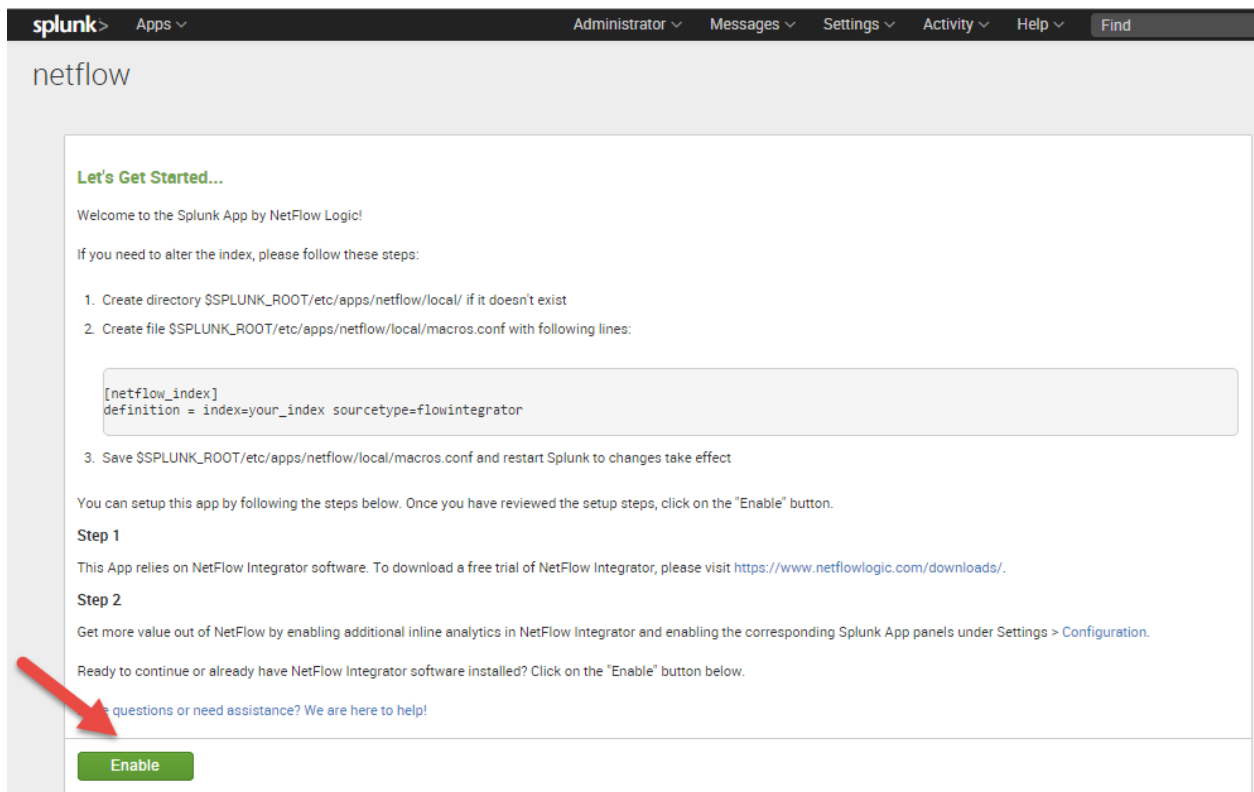 splunk> Apps Administrator Messages Settings Activity Help Find
netflow
Let's Get Started...
Welcome to the Splunk App by NetFlow Logic!
If you need to alter the index, please follow these steps:
1. Create directory $SPLUNK_ROOT/etc/apps/netflow/local/ if it doesn't exist
2. Create file $SPLUNK_ROOT/etc/apps/netflow/local/macros.conf with following lines:
[netflow_index]
definition = index=your_index sourcetype=flowintegrator
3. Save $SPLUNK_ROOT/etc/apps/netflow/local/macros.conf and restart Splunk to changes take effect
You can setup this app by following the steps below. Once you have reviewed the setup steps, click on the "Enable" button.
Step 1
This App relies on NetFlow Integrator software. To download a free trial of NetFlow Integrator, please visit https://www.netflowlogic.com/downloads/.
Step 2
Get more value out of NetFlow by enabling additional inline analytics in NetFlow Integrator and enabling the corresponding Splunk App panels under Settings > Configuration.
Ready to continue or already have NetFlow Integrator software installed? Click on the "Enable" button below.
questions or need assistance? We are here to help!
Enable